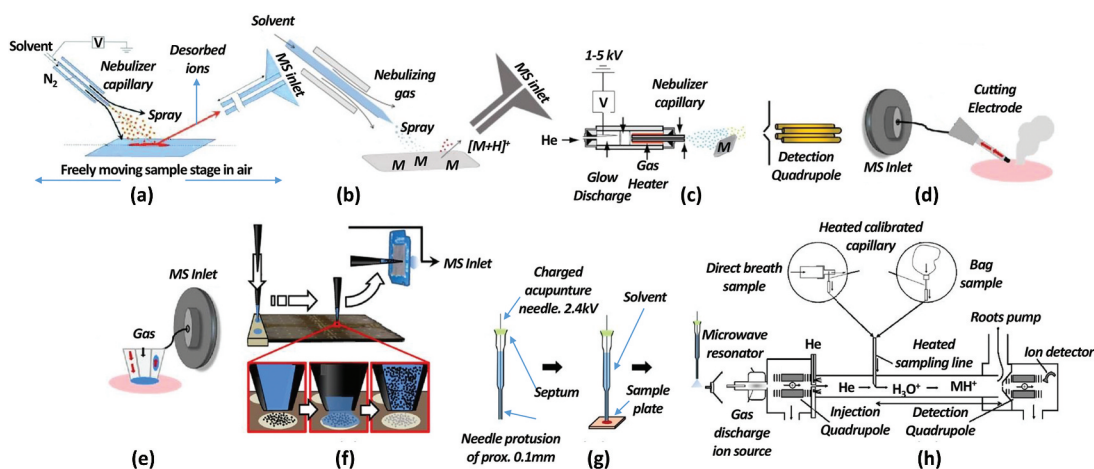 Solvent
V
N2
Nebulizer
capillary
Desorbed
ions
Spray
MS inlet
Freely moving sample stage in air
(a)
Solvent
Nebulizing
gas
Spray
MS inlet
[M+H]+
M
M
M
M
(b)
1-5 kV
V
Nebulizer
capillary
He
M
Glow
Discharge
Gas
Heater
(c)
Detection
Quadrupole
MS Inlet
Cutting
Electrode
(d)
MS Inlet
Gas
(e)
MS Inlet
(f)
Charged
acupunture
needle. 2.4kV
Solvent
Septum
Sample
plate
Needle protusion
of prox. 0.1mm
(g)
Heated calibrated
capillary
Direct breath
sample
Bag
sample
Roots pump
Microwave
resonator
He
Heated
sampling line
Ion detector
He
H3O+
MH+
Gas
discharge
ion source
Injection
Quadrupole
Detection
Quadrupole
(h)